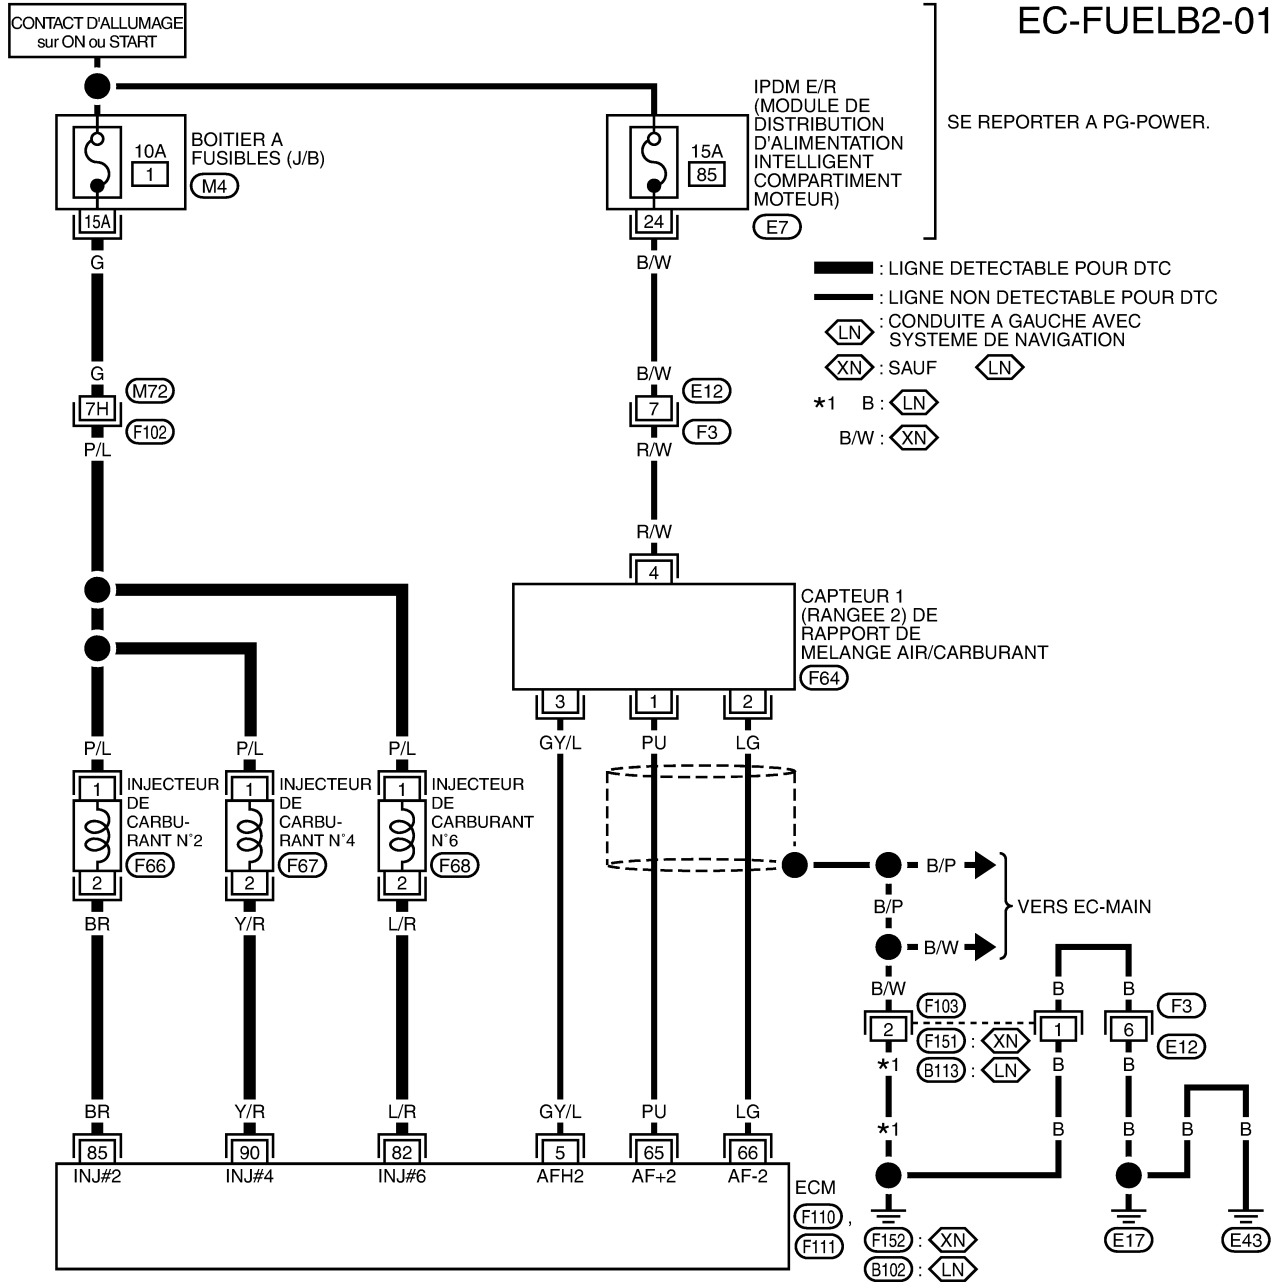 EC-FUELB2-01
CONTACT D'ALLUMAGE
sur ON ou START
10A
1
BOITIER A
FUSIBLES (J/B)
M4
15A
15A
85
IPDM E/R
(MODULE DE
DISTRIBUTION
D'ALIMENTATION
INTELLIGENT
COMPARTIMENT
MOTEUR)
E7
24
SE REPORTER A PG-POWER.
: LIGNE DETECTABLE POUR DTC
: LIGNE NON DETECTABLE POUR DTC
LN : CONDUITE A GAUCHE AVEC
SYSTEME DE NAVIGATION
XN : SAUF LN
*1 B : LN
B/W : XN
G
B/W
G
B/W
M72
7H
F102
E12
7
F3
P/L
R/W
R/W
4
CAPTEUR 1
(RANGEE 2) DE
RAPPORT DE
MELANGE AIR/CARBURANT
F64
3
1
2
GY/L
PU
LG
P/L
P/L
P/L
1
INJECTEUR
DE
CARBU-
RANT N°2
F66
2
1
INJECTEUR
DE
CARBU-
RANT N°4
F67
2
1
INJECTEUR
DE
CARBURANT
N°6
F68
2
BR
Y/R
L/R
B/P
B/P
VERS EC-MAIN
B/W
B/W
B
B
F103
2
F151 : XN
B113 : LN
1
6
F3
E12
*1
B
B
BR
Y/R
L/R
GY/L
PU
LG
*1
B
B
B
B
85
90
82
5
65
66
INJ#2
INJ#4
INJ#6
AFH2
AF+2
AF-2
ECM
F110 ,
F111
F152 : XN
B102 : LN
E17
E43